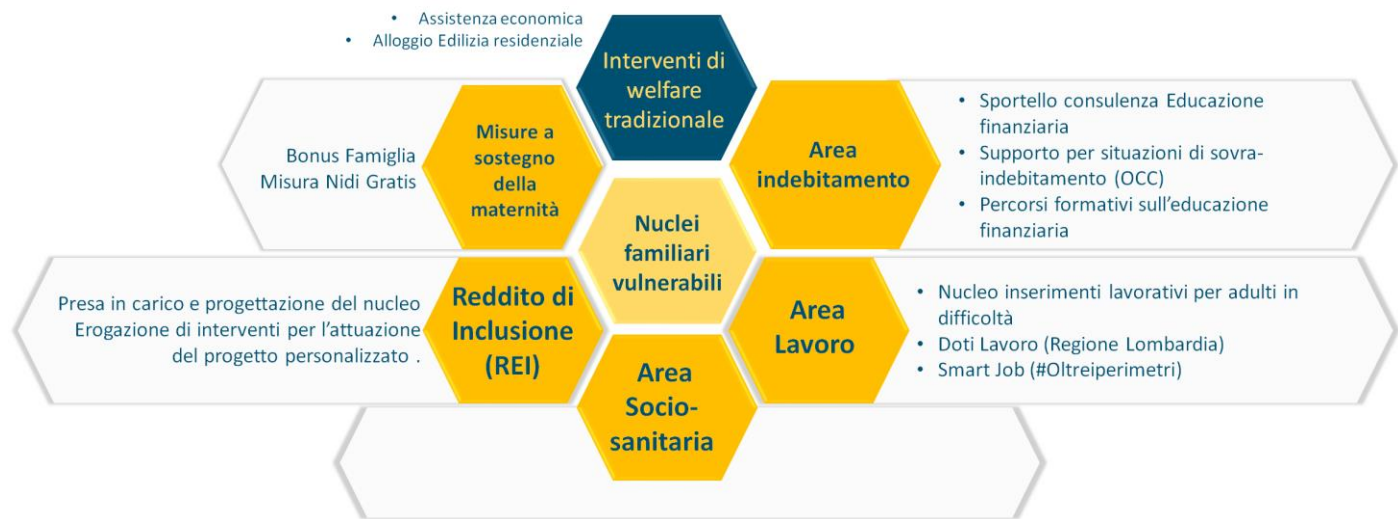 • Assistenza economica
• Alloggio Edilizia residenziale
Interventi di
welfare
tradizionale
Bonus Famiglia
Misura Nidi Gratis
Misure a
sostegno
della
maternità
Area
indebitamento
• Sportello consulenza Educazione
finanziaria
• Supporto per situazioni di sovra-
indebitamento (OCC)
• Percorsi formativi sull'educazione
finanziaria
Nuclei
familiari
vulnerabili
Presa in carico e progettazione del nucleo
Erogazione di interventi per l'attuazione
del progetto personalizzato .
Reddito di
Inclusione
(REI)
Area
Lavoro
• Nucleo inserimenti lavorativi per adulti in
difficoltà
• Doti Lavoro (Regione Lombardia)
• Smart Job (#Oltreiperimetri)
Area
Socio-
sanitaria